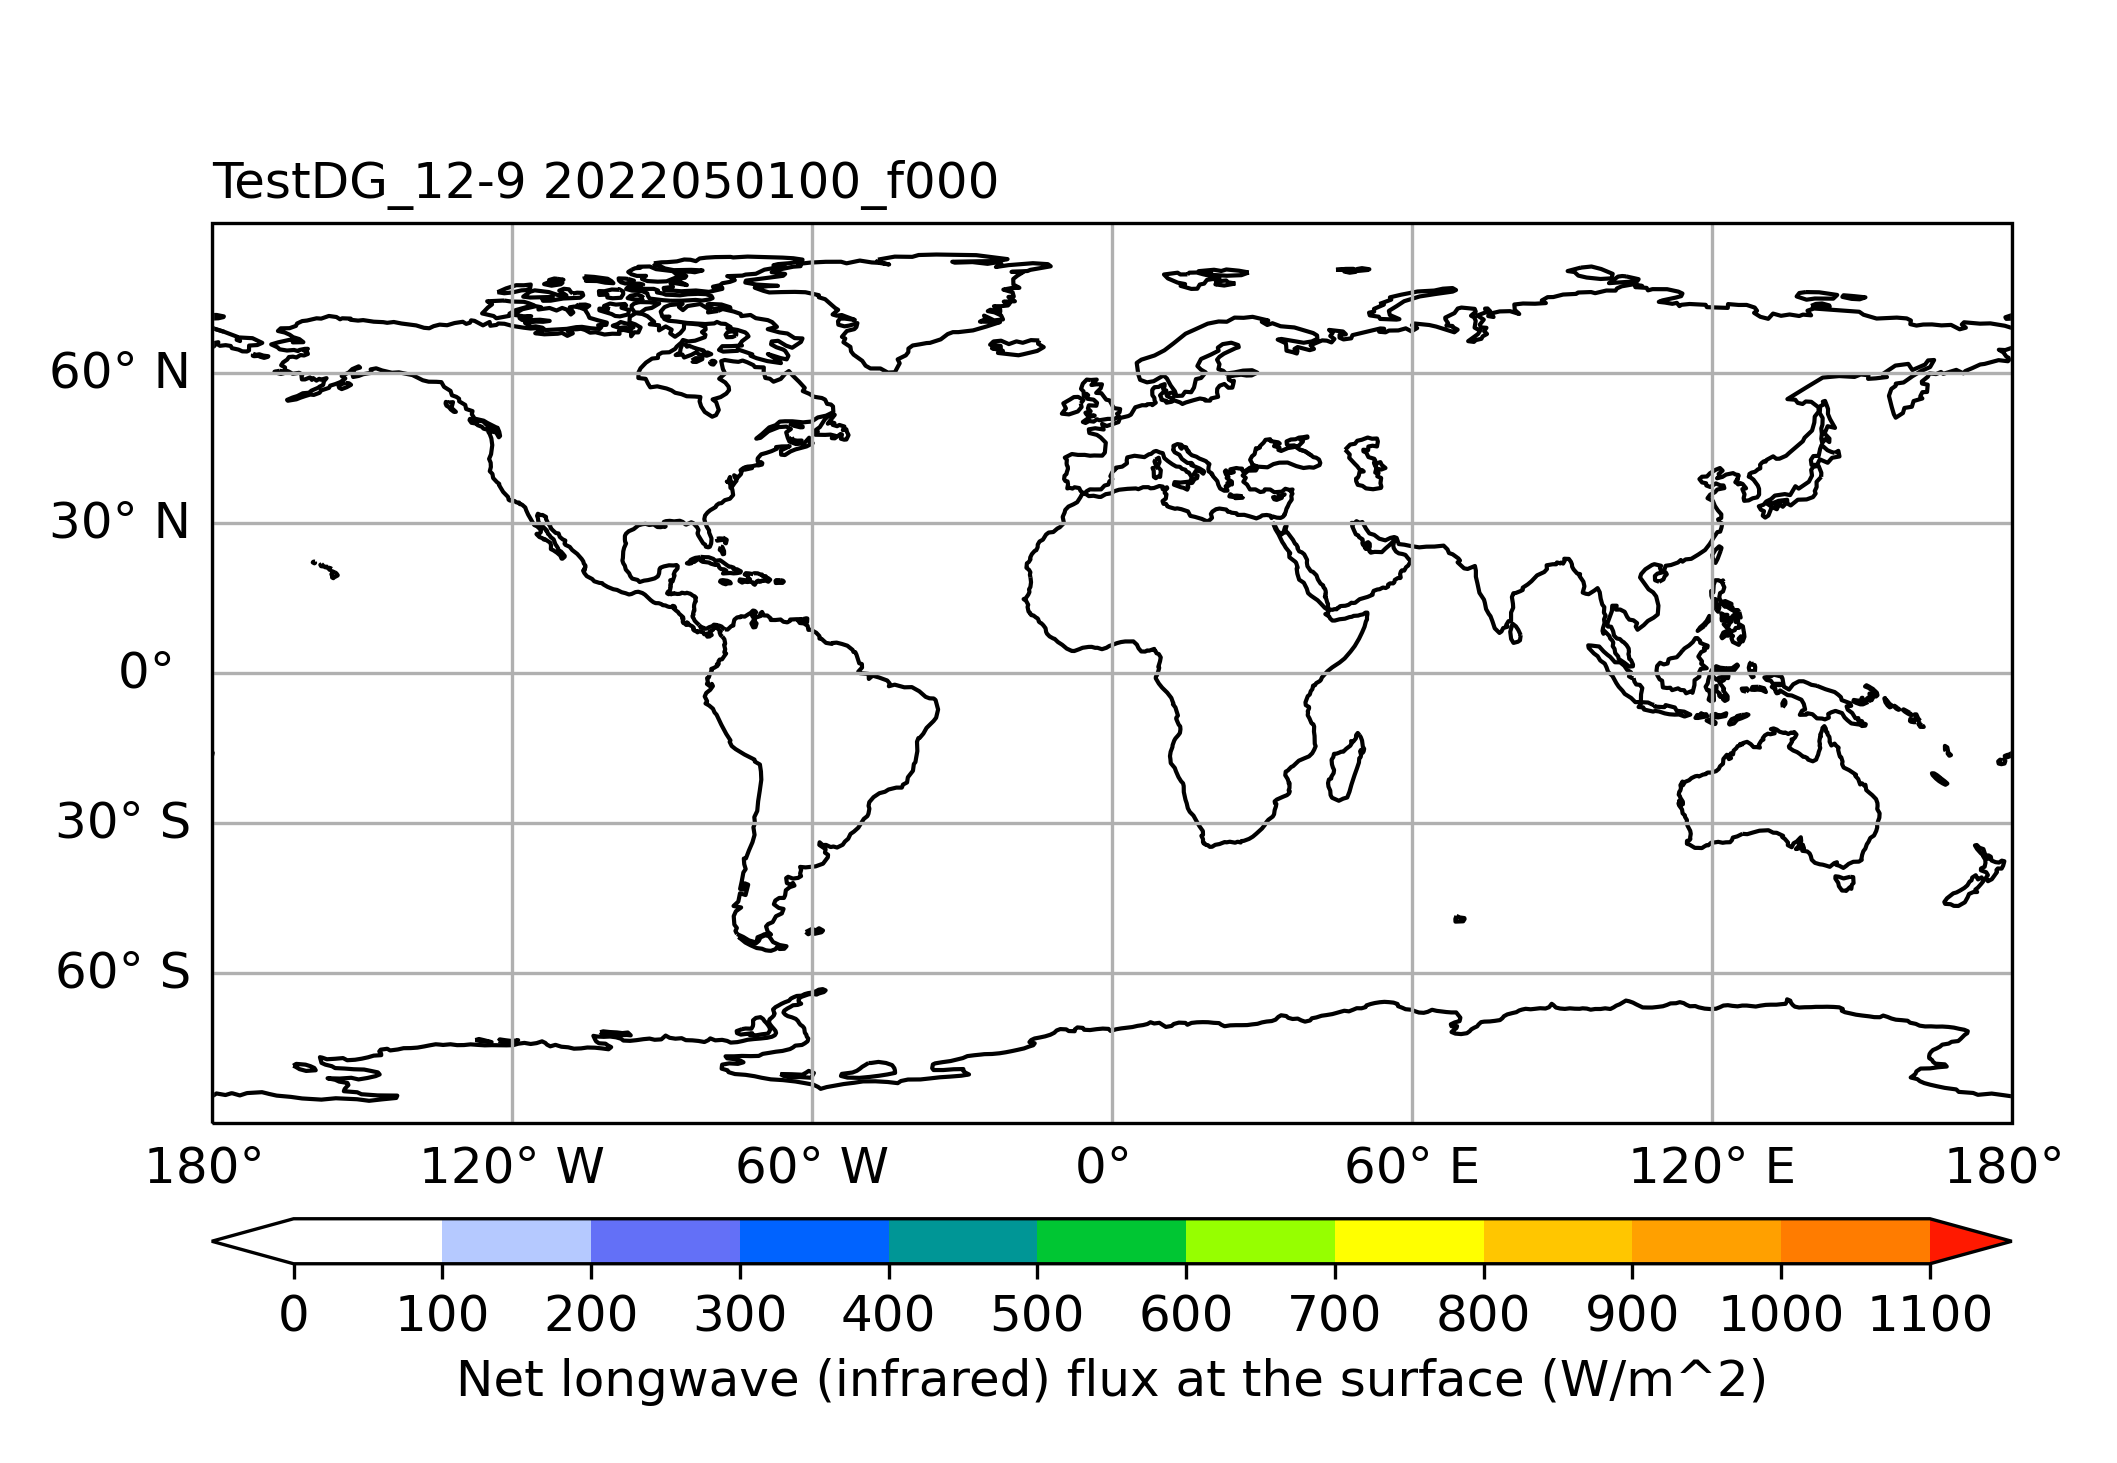 TestDG_12-9 2022050100_f000
60° N
30° N
0°
30° S
60° S
180° 120° W 60° W 0° 60° E 120° E 180°
0 100 200 300 400 500 600 700 800 900 1000 1100
Net longwave (infrared) flux at the surface (W/m^2)